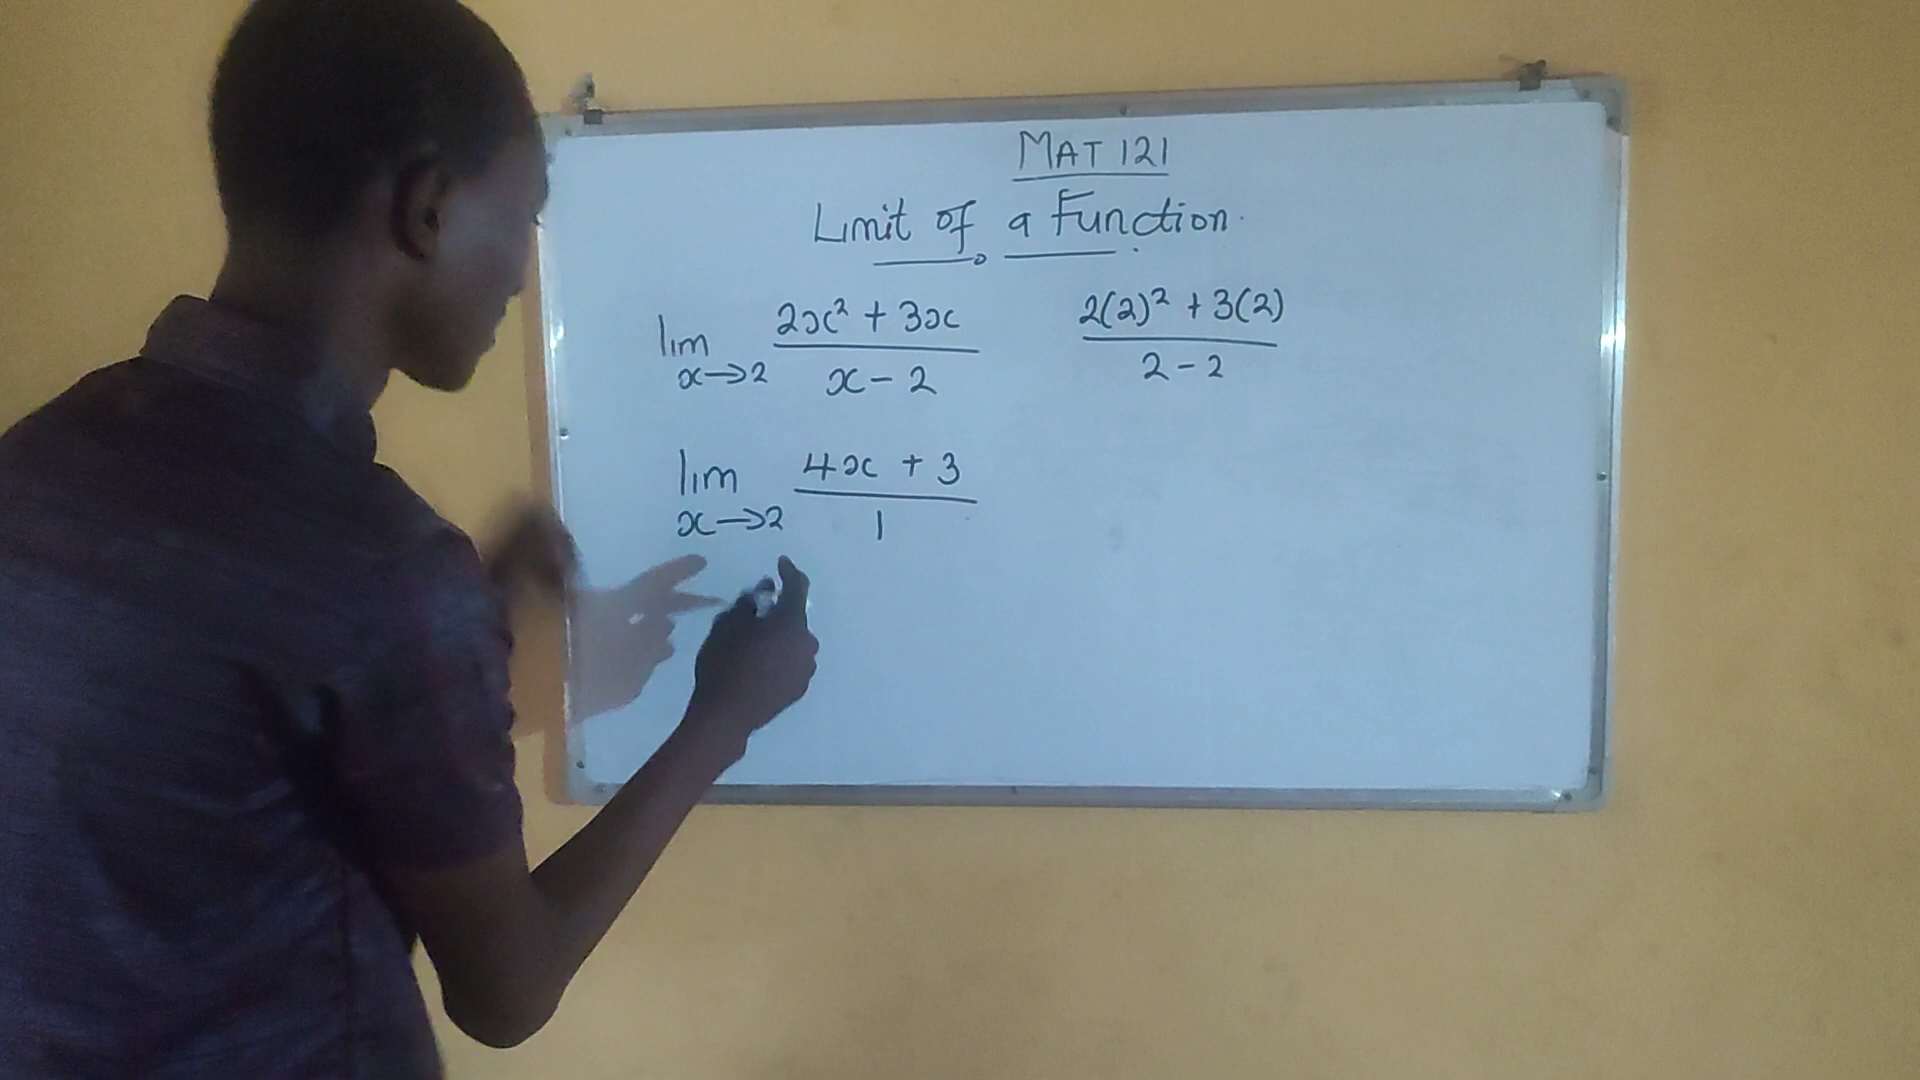 MAT 121
Limit of a Function.
lim x→2 (2x² + 3x)/(x - 2)
(2(2)² + 3(2))/(2 - 2)
lim x→2 (4x + 3)/1